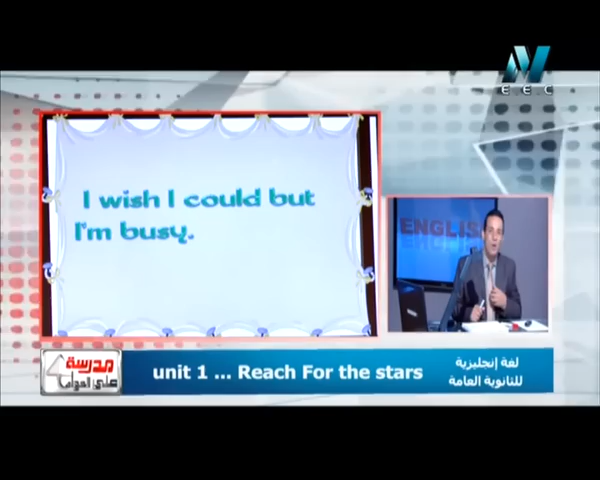 EEC
I wish I could but
I'm busy.
ENGLISH
unit 1 ... Reach For the stars
لغة إنجليزية
للثانوية العامة
مدرسة
على الهواء